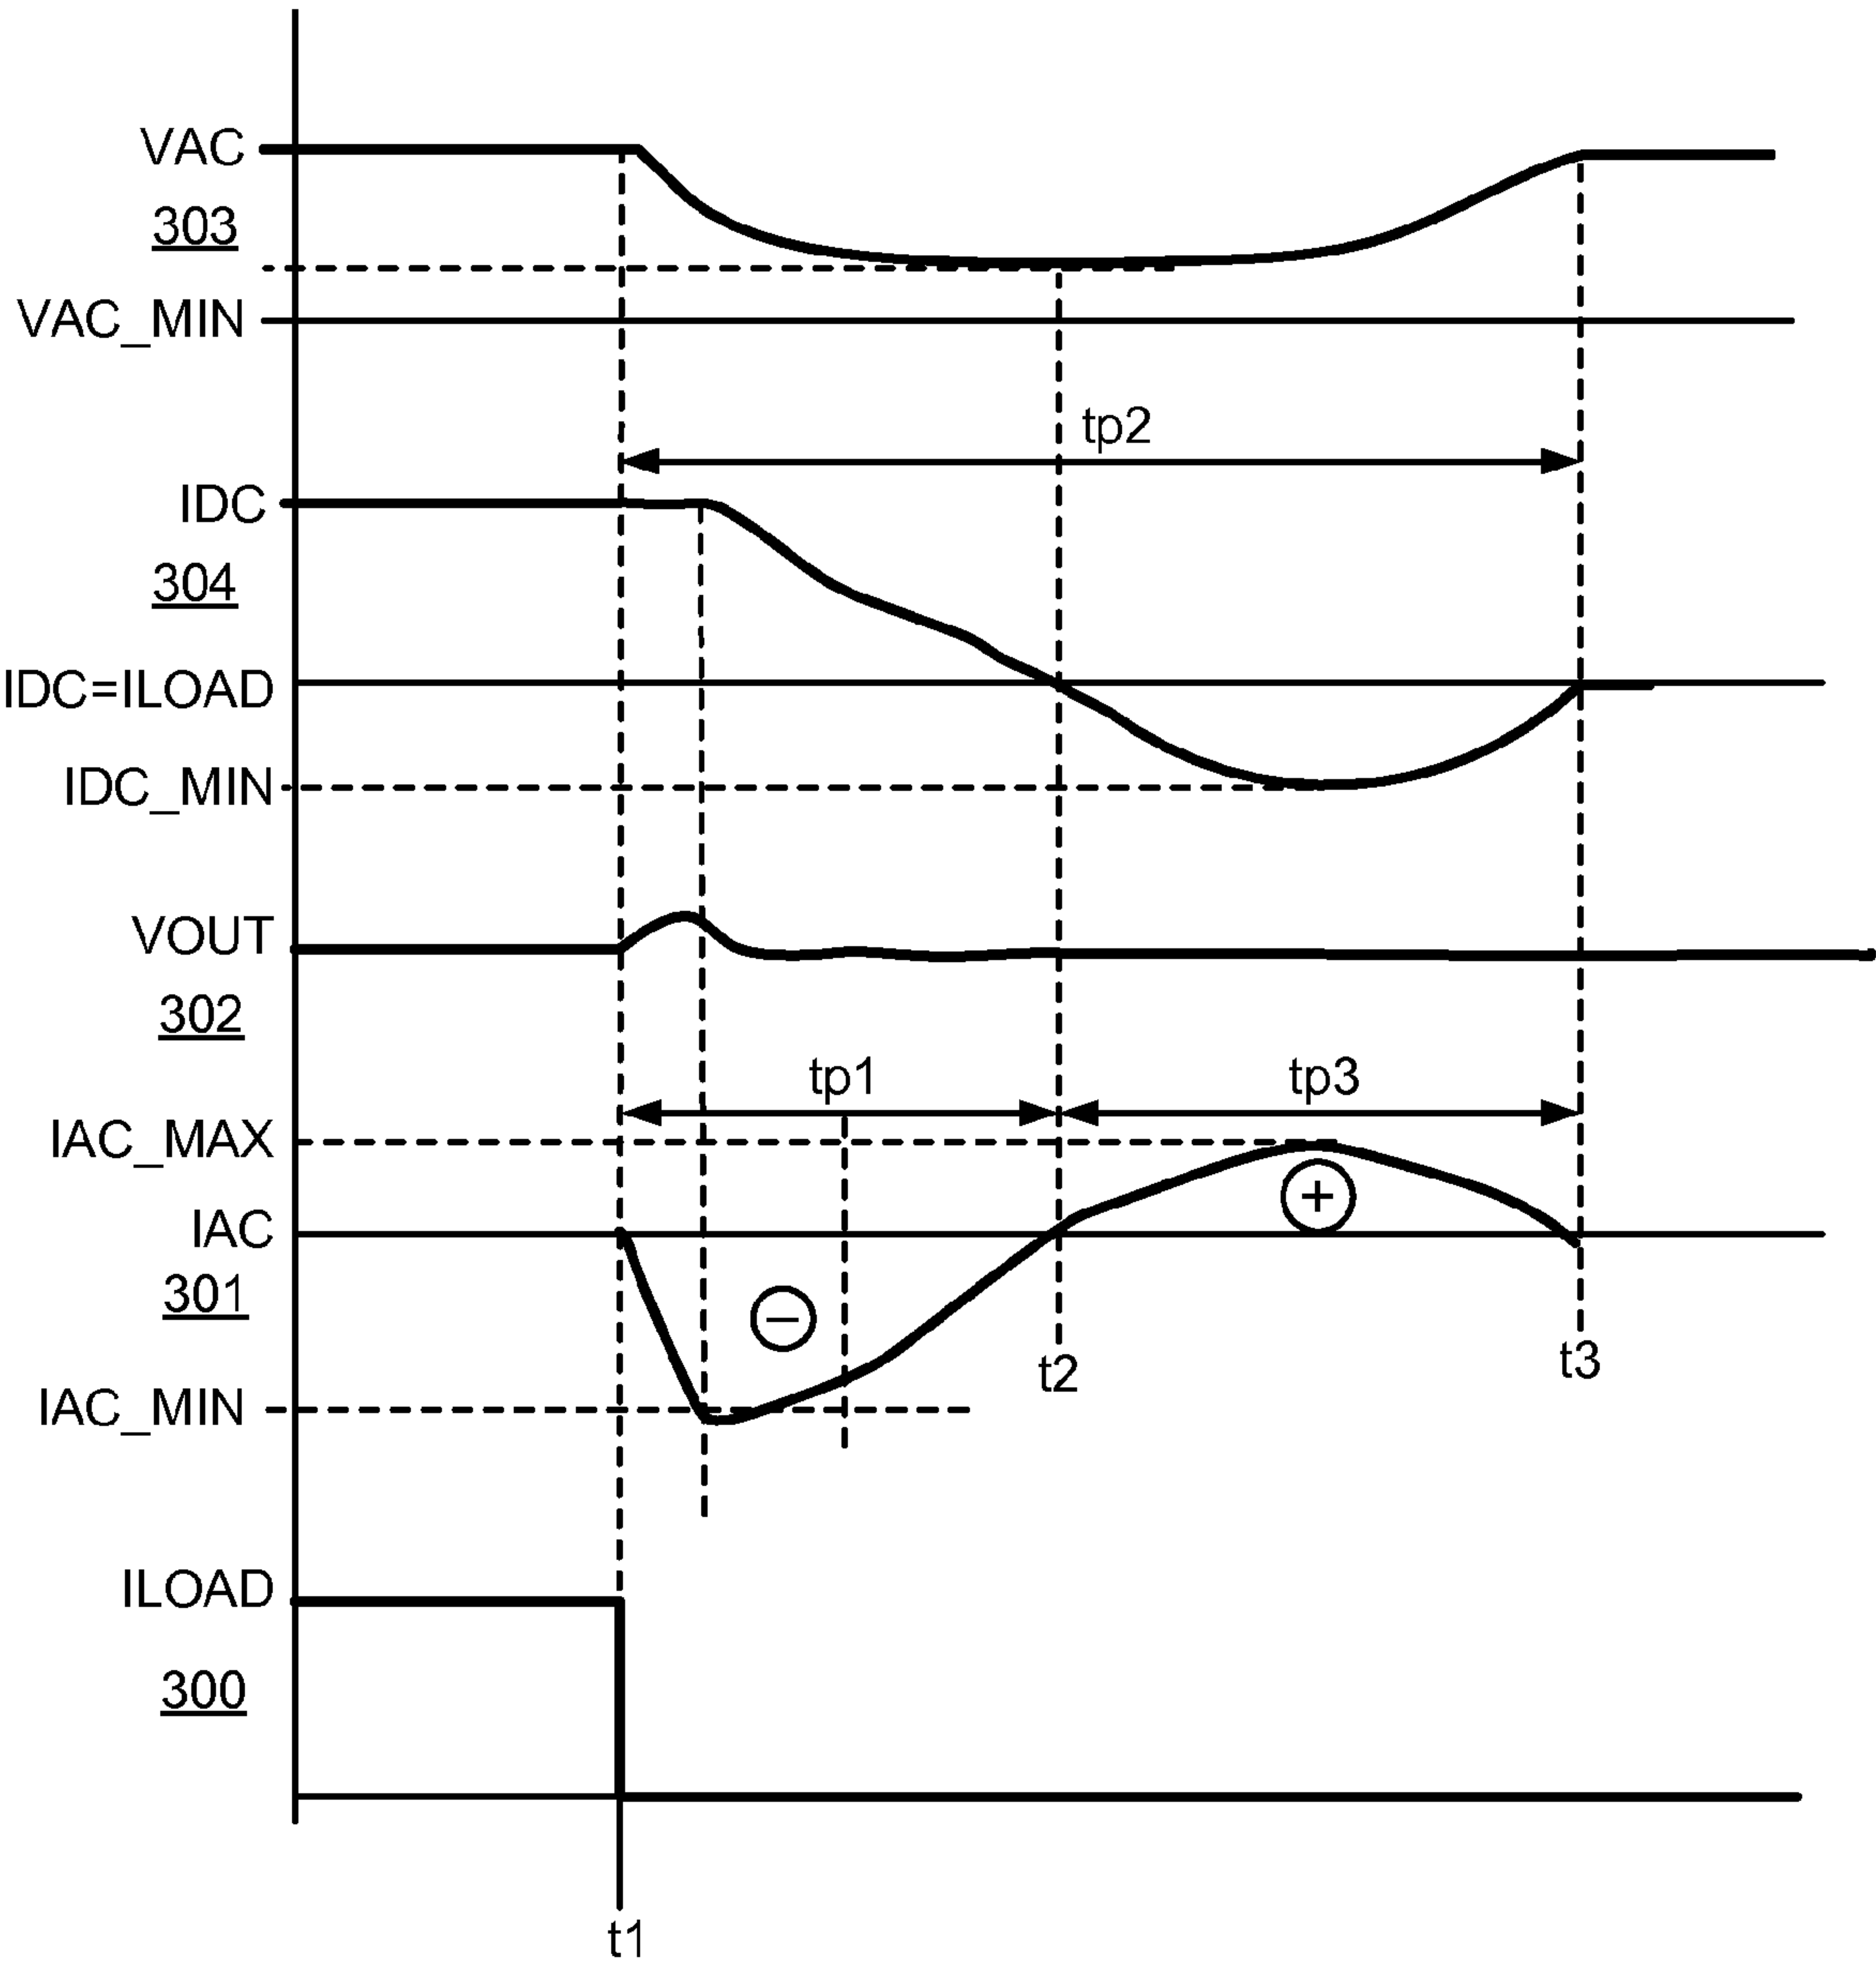 VAC
303
VAC_MIN
tp2
IDC
304
IDC=ILOAD
IDC_MIN
VOUT
302
tp1
tp3
IAC_MAX
+
IAC
301
−
t2
t3
IAC_MIN
ILOAD
300
t1